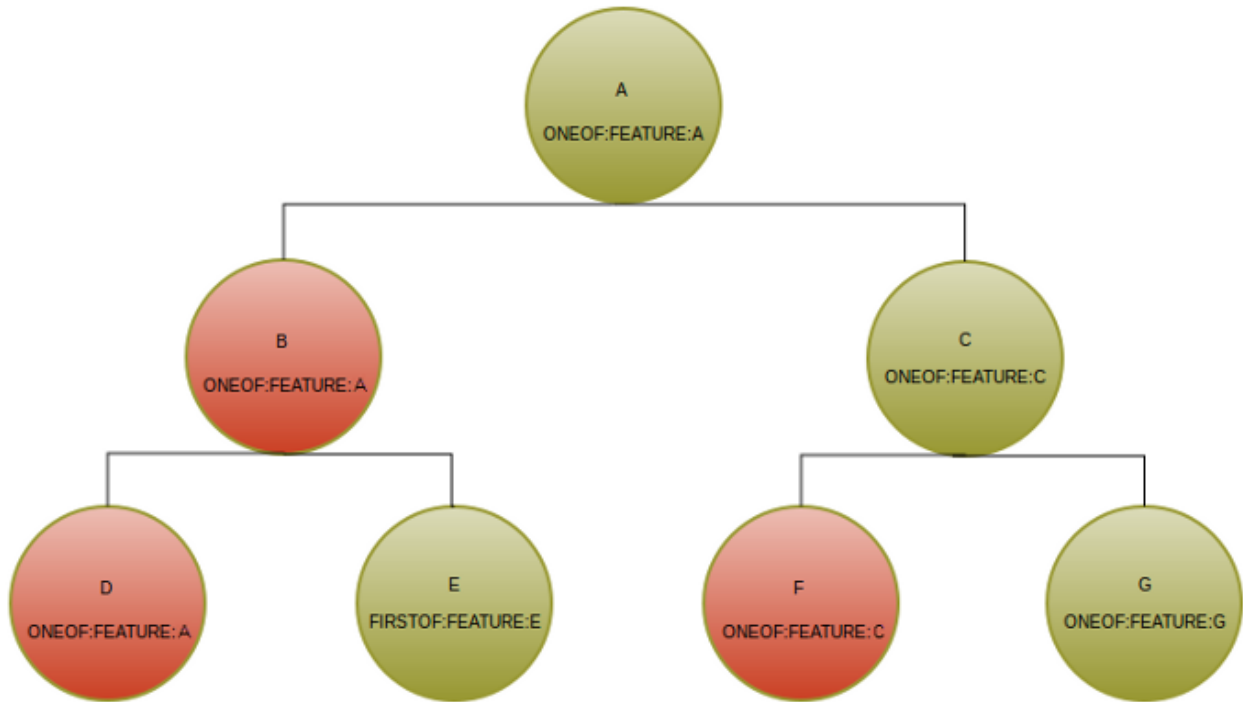 A
ONEOF:FEATURE:A
B
ONEOF:FEATURE:A
C
ONEOF:FEATURE:C
D
ONEOF:FEATURE:A
E
FIRSTOF:FEATURE:E
F
ONEOF:FEATURE:C
G
ONEOF:FEATURE:G